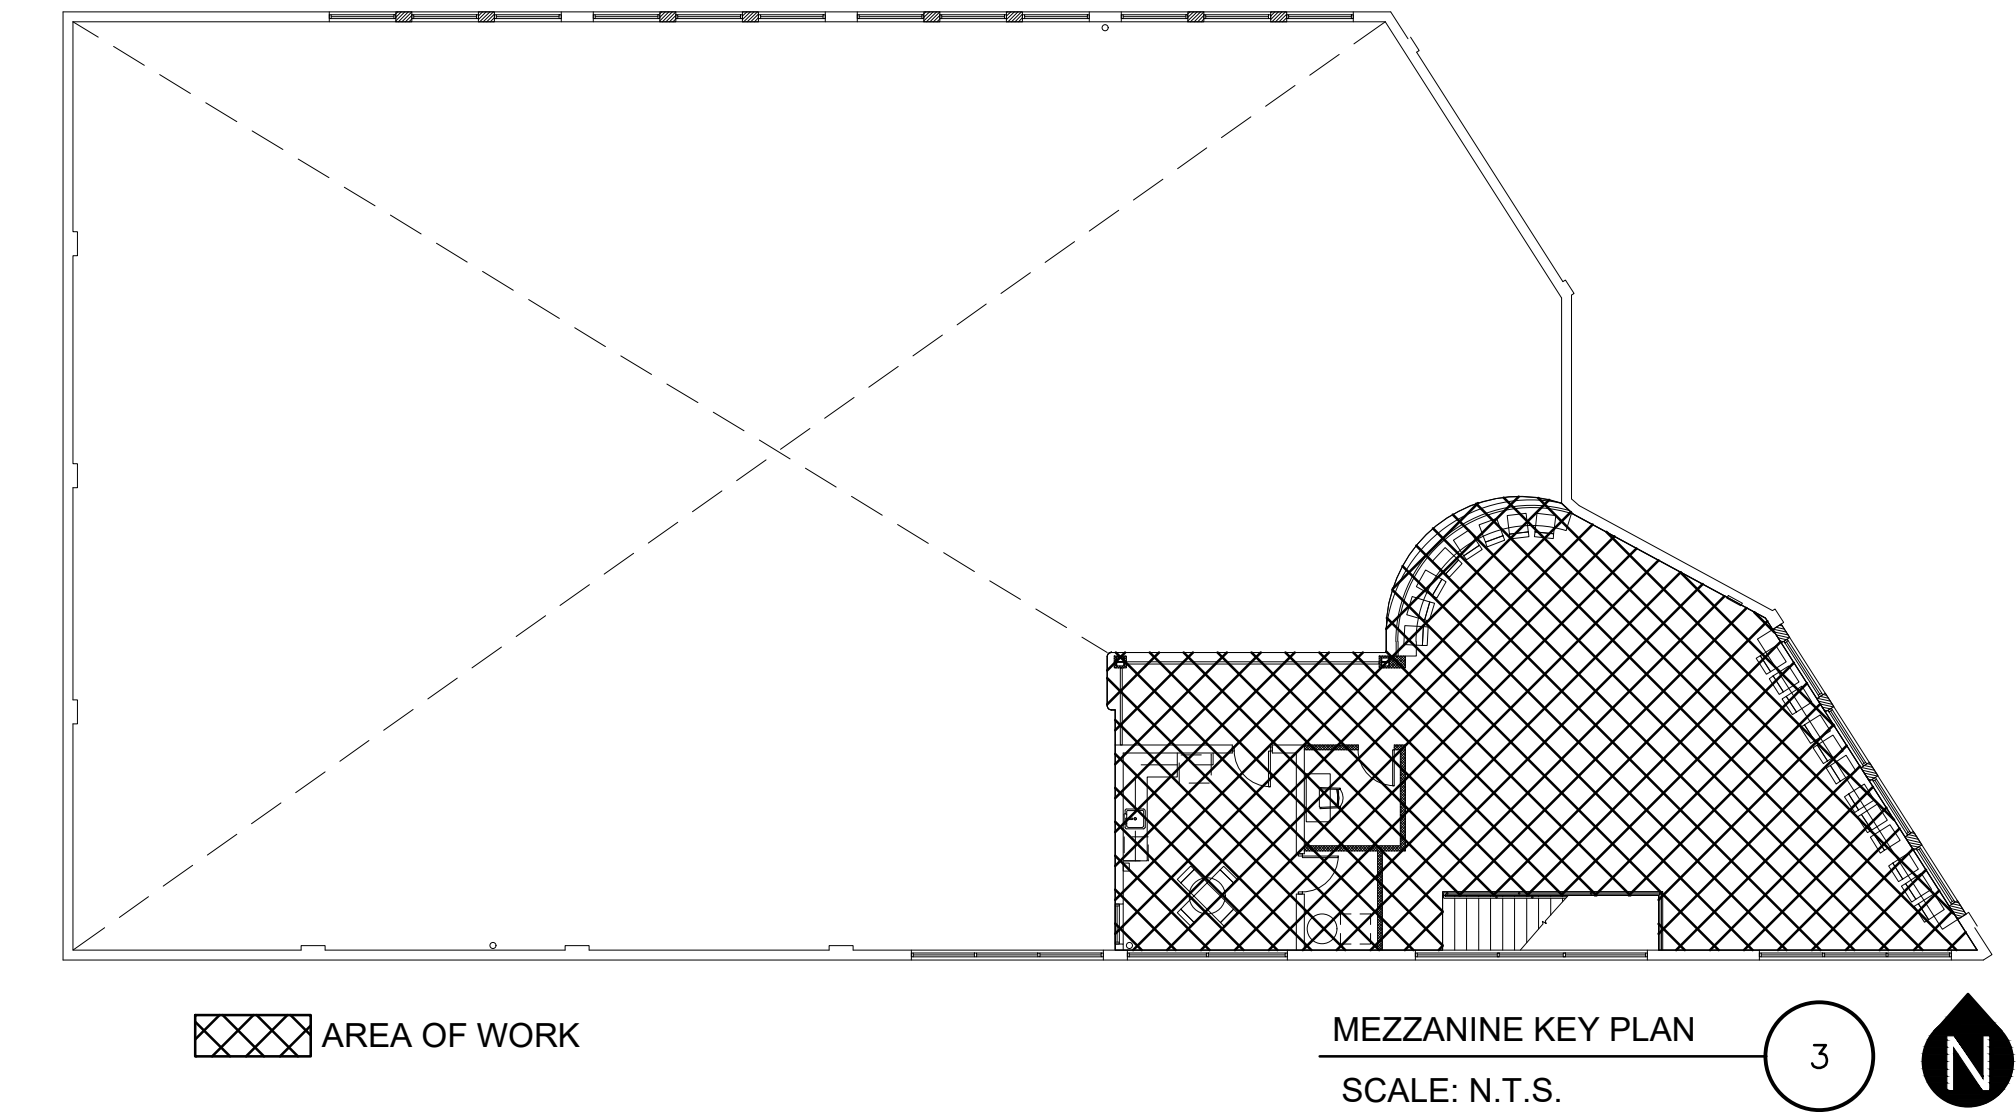 AREA OF WORK
MEZZANINE KEY PLAN
3
SCALE: N.T.S.
N